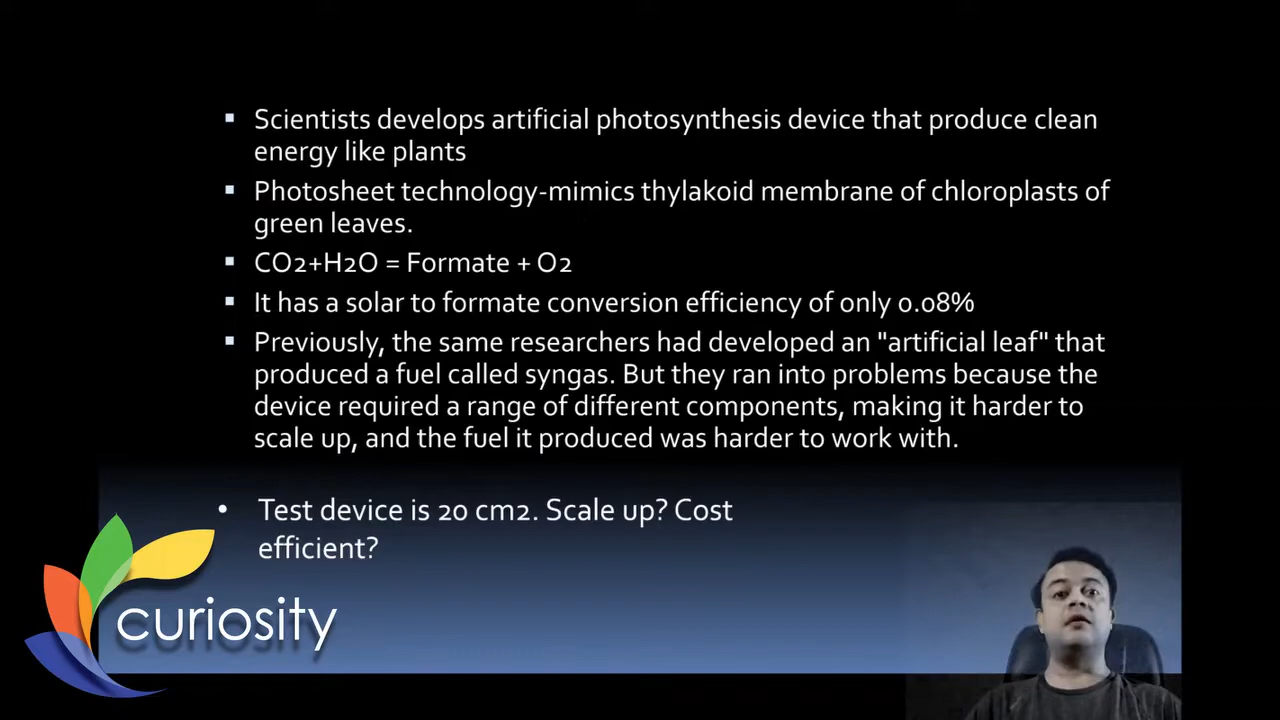 ▪ Scientists develops artificial photosynthesis device that produce clean
energy like plants
▪ Photosheet technology-mimics thylakoid membrane of chloroplasts of
green leaves.
▪ CO2+H2O = Formate + O2
▪ It has a solar to formate conversion efficiency of only 0.08%
▪ Previously, the same researchers had developed an "artificial leaf" that
produced a fuel called syngas. But they ran into problems because the
device required a range of different components, making it harder to
scale up, and the fuel it produced was harder to work with.
• Test device is 20 cm2. Scale up? Cost
efficient?
curiosity